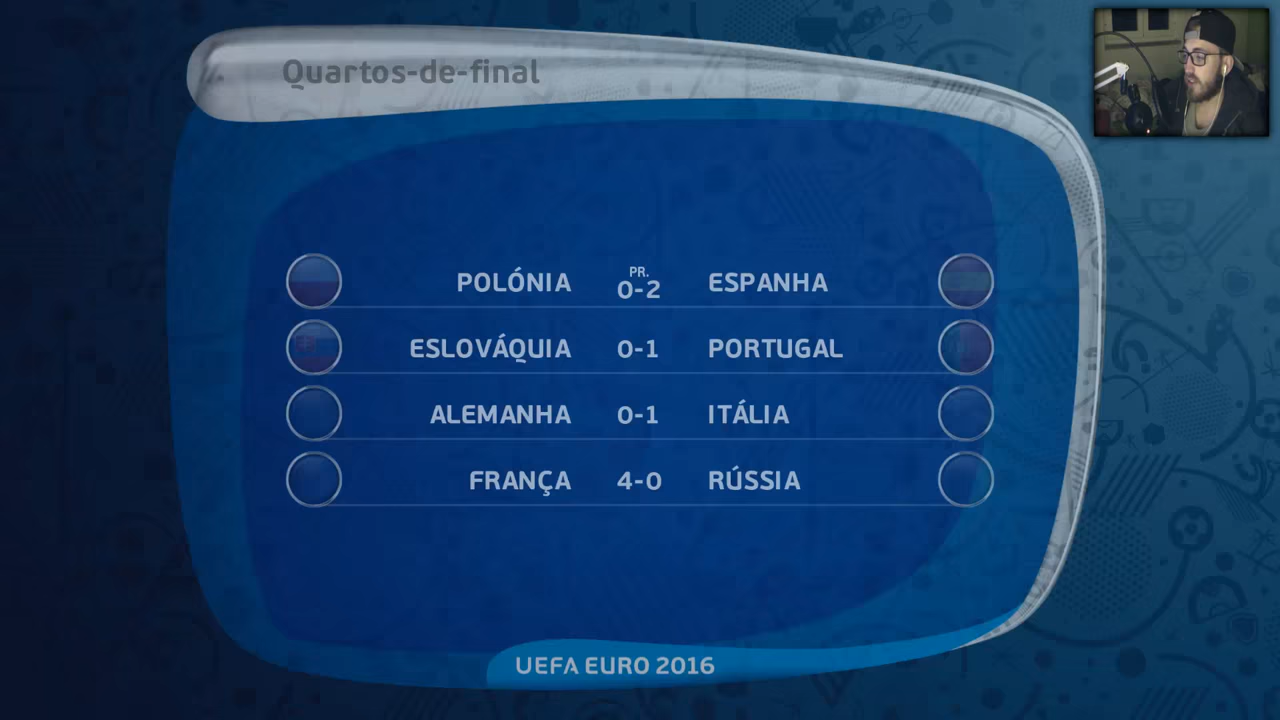 Quartos-de-final
POLÓNIA PR. 0-2 ESPANHA
ESLOVÁQUIA 0-1 PORTUGAL
ALEMANHA 0-1 ITÁLIA
FRANÇA 4-0 RÚSSIA
UEFA EURO 2016